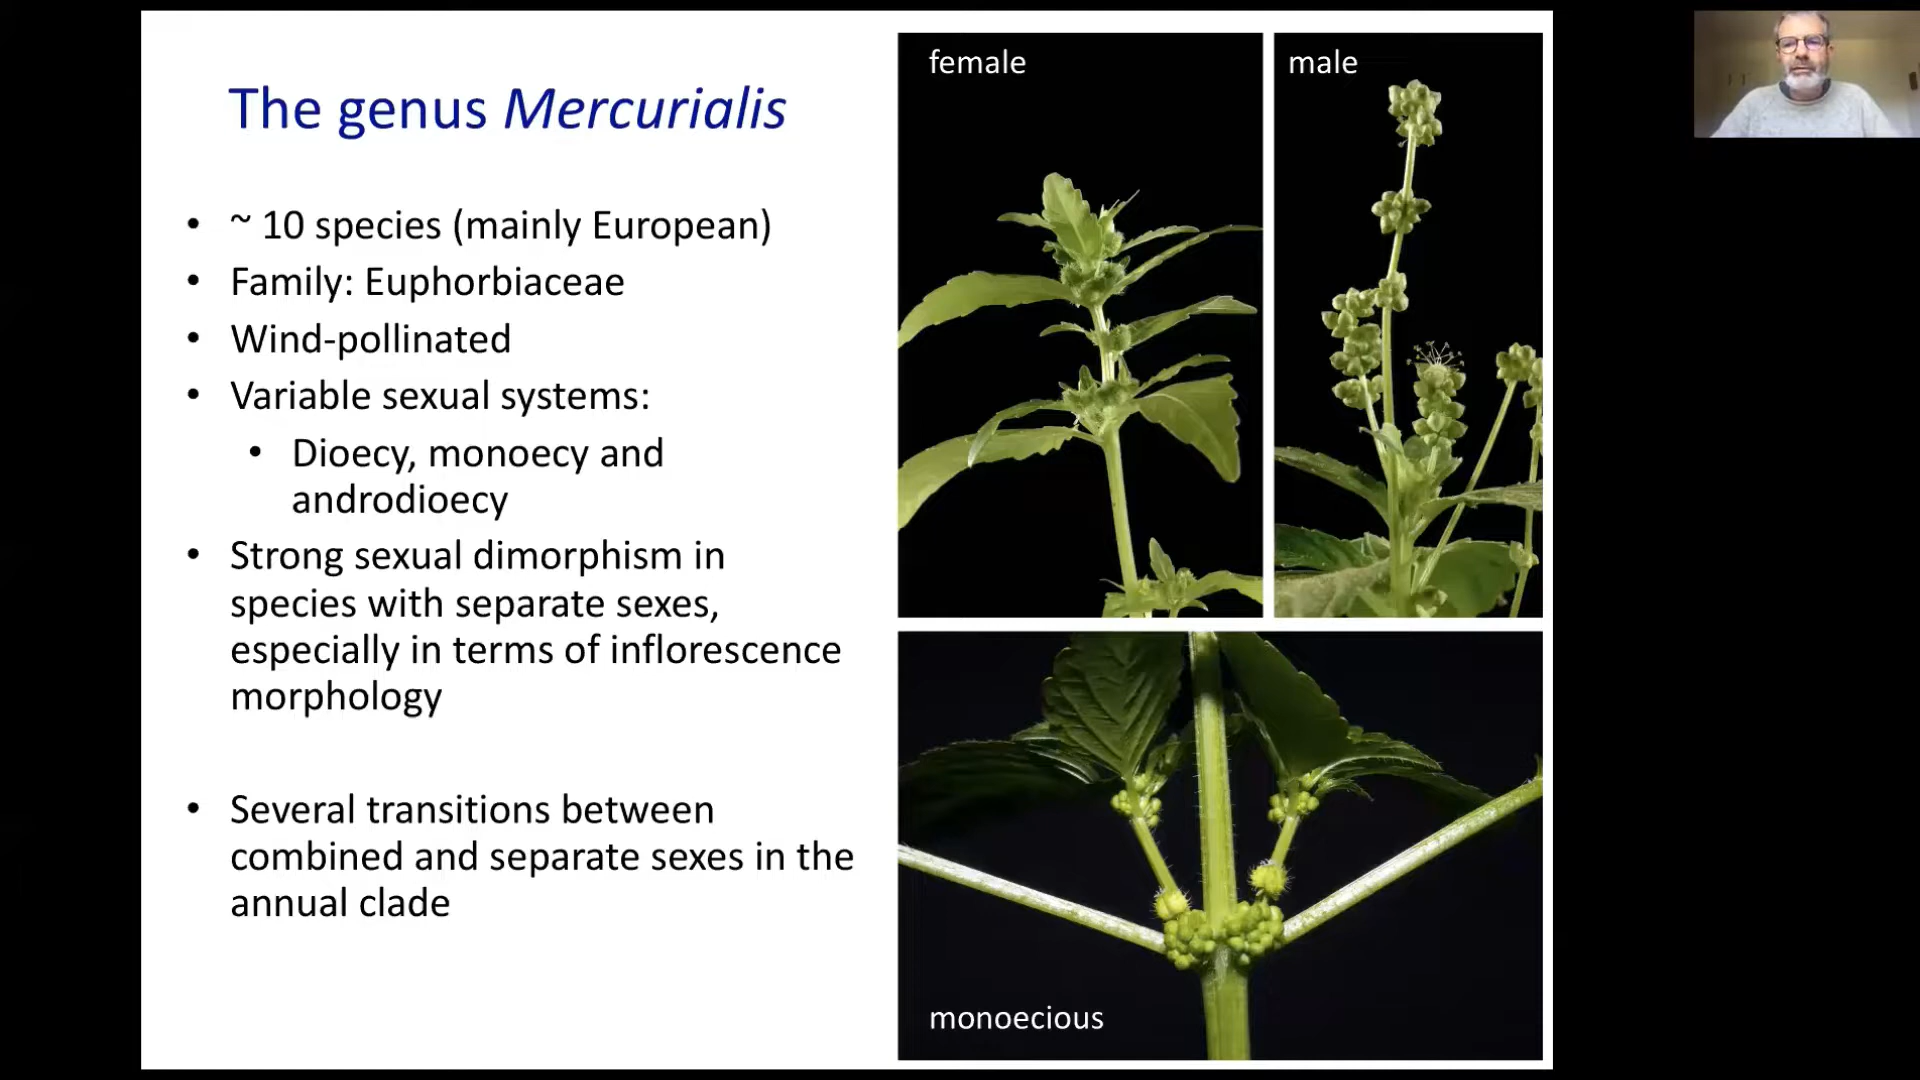 The genus Mercurialis
• ~ 10 species (mainly European)
• Family: Euphorbiaceae
• Wind-pollinated
• Variable sexual systems:
• Dioecy, monoecy and
androdioecy
• Strong sexual dimorphism in
species with separate sexes,
especially in terms of inflorescence
morphology
• Several transitions between
combined and separate sexes in the
annual clade
female
male
monoecious